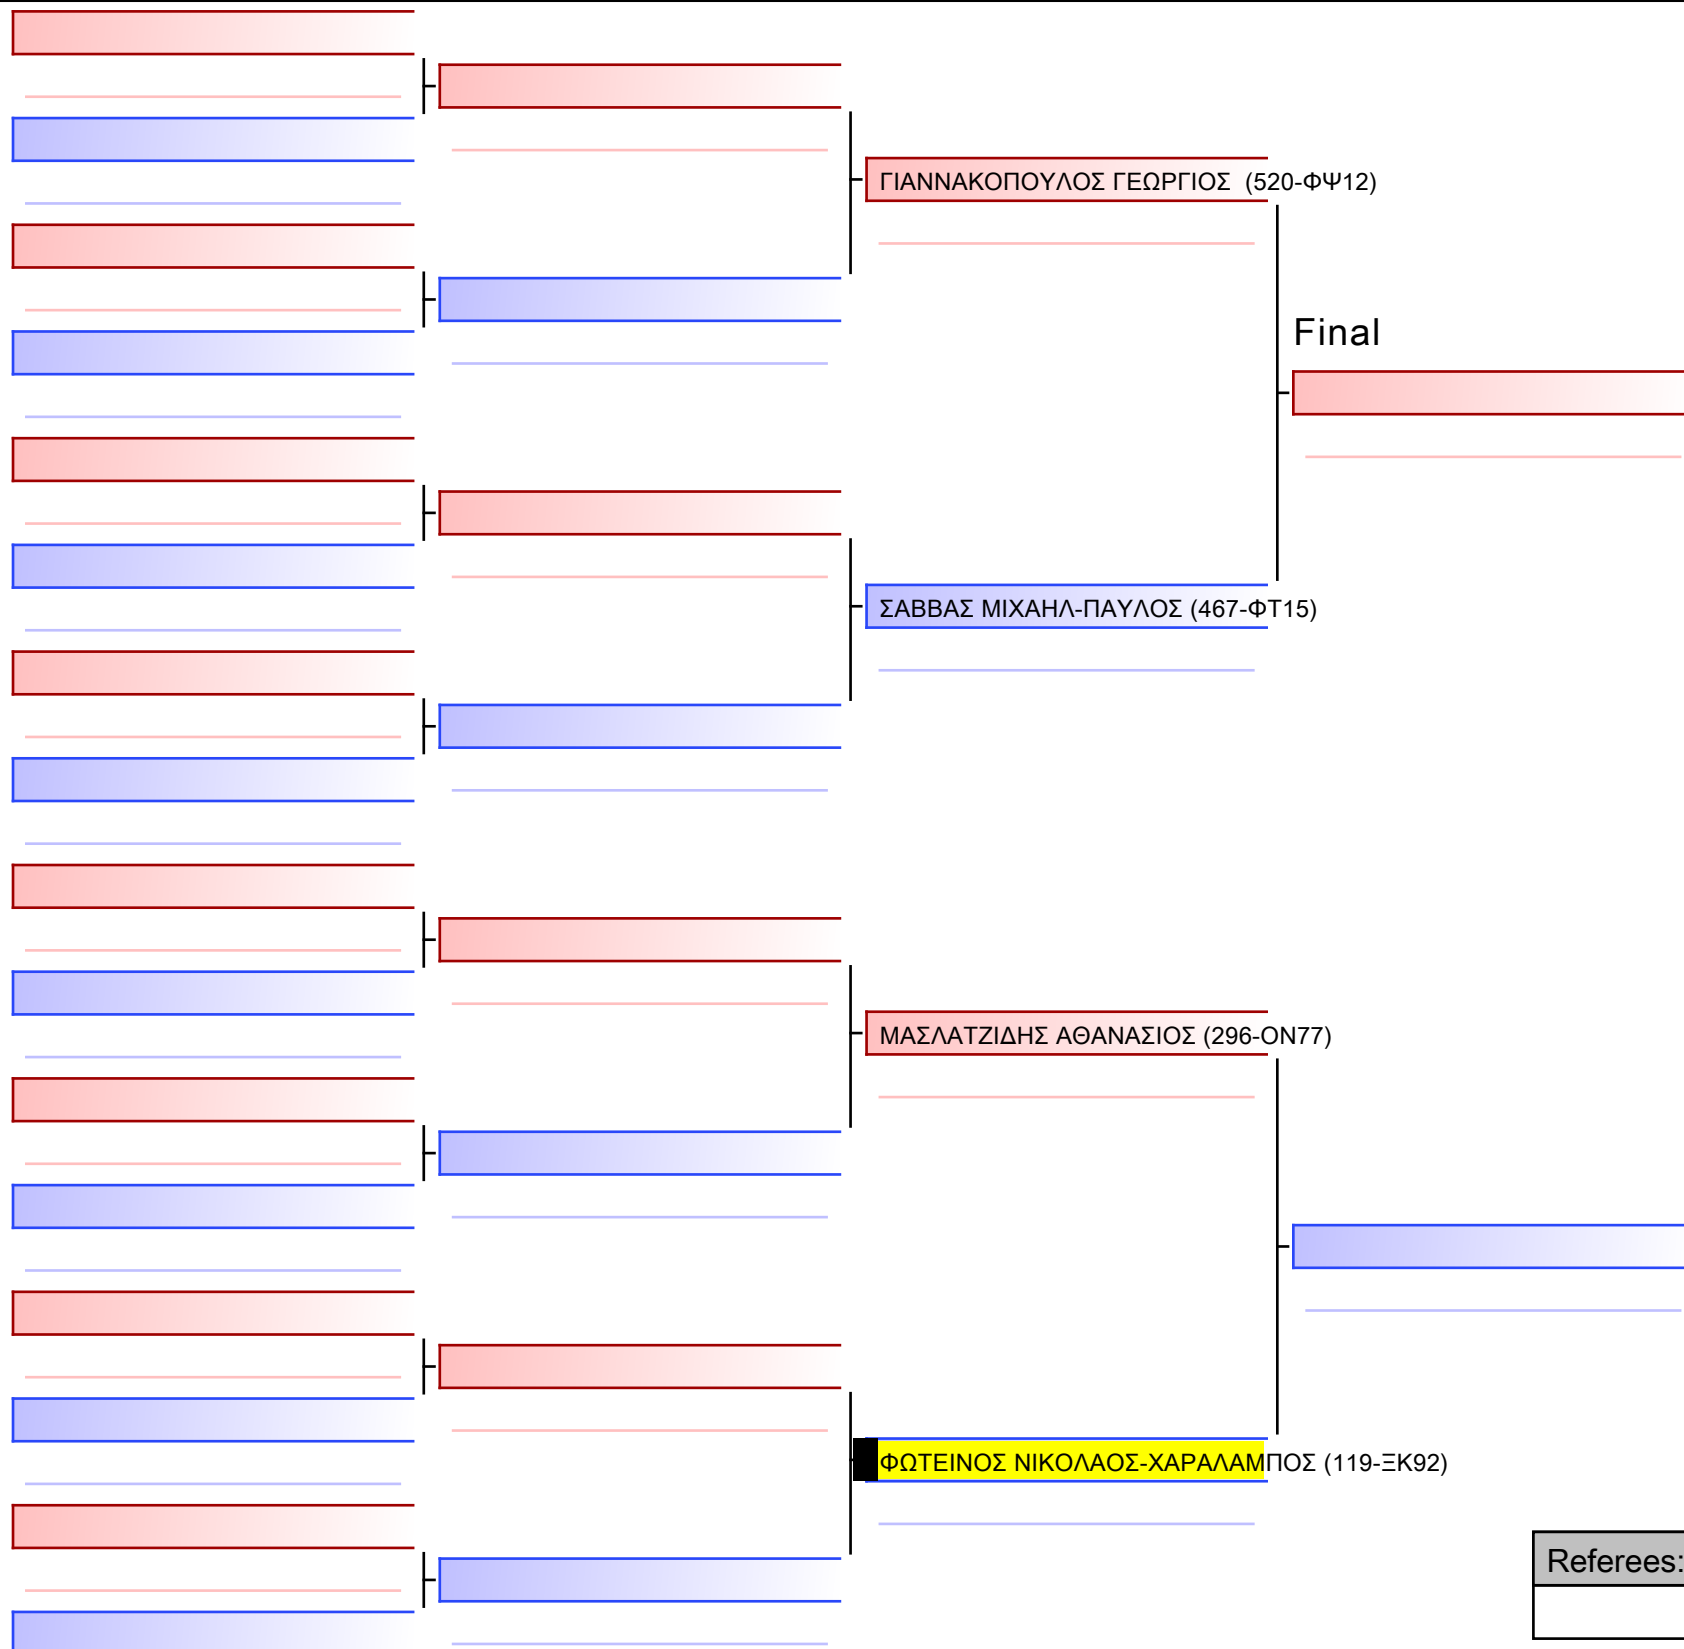 ΓΙΑΝΝΑΚΟΠΟΥΛΟΣ ΓΕΩΡΓΙΟΣ (520-ΦΨ12)
Final
ΣΑΒΒΑΣ ΜΙΧΑΗΛ-ΠΑΥΛΟΣ (467-ΦΤ15)
ΜΑΣΛΑΤΖΙΔΗΣ ΑΘΑΝΑΣΙΟΣ (296-ΟΝ77)
ΦΩΤΕΙΝΟΣ ΝΙΚΟΛΑΟΣ-ΧΑΡΑΛΑΜΠΟΣ (119-ΞΚ92)
Referees: